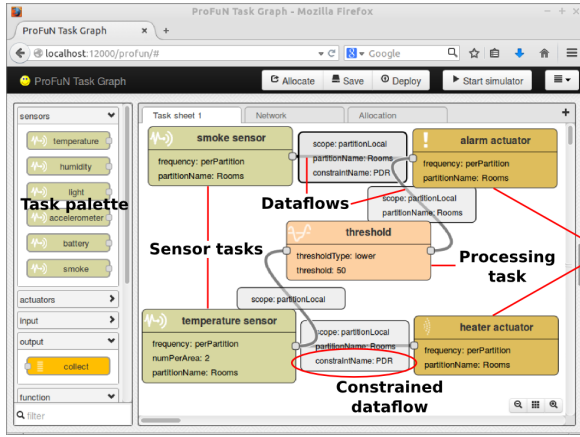 ProFuN Task Graph - Mozilla Firefox
ProFuN Task Graph
localhost:12000/profun/#
Google
ProFuN Task Graph
Allocate
Save
Deploy
Start simulator
sensors
temperature
humidity
light
accelerometer
battery
smoke
actuators
input
output
collect
function
filter
Task palette
Task sheet 1
Network
Allocation
smoke sensor
frequency: perPartition
partitionName: Rooms
scope: partitionLocal
partitionName: Rooms
constraintName: PDR
alarm actuator
frequency: perPartition
partitionName: Rooms
Dataflows
scope: partitionLocal
partitionName: Rooms
Sensor tasks
threshold
thresholdType: lower
threshold: 50
Processing
task
scope: partitionLocal
temperature sensor
frequency: perPartition
numPerArea: 2
partitionName: Rooms
scope: partitionLocal
partitionName: Rooms
constraintName: PDR
heater actuator
frequency: perPartition
partitionName: Rooms
Constrained
dataflow